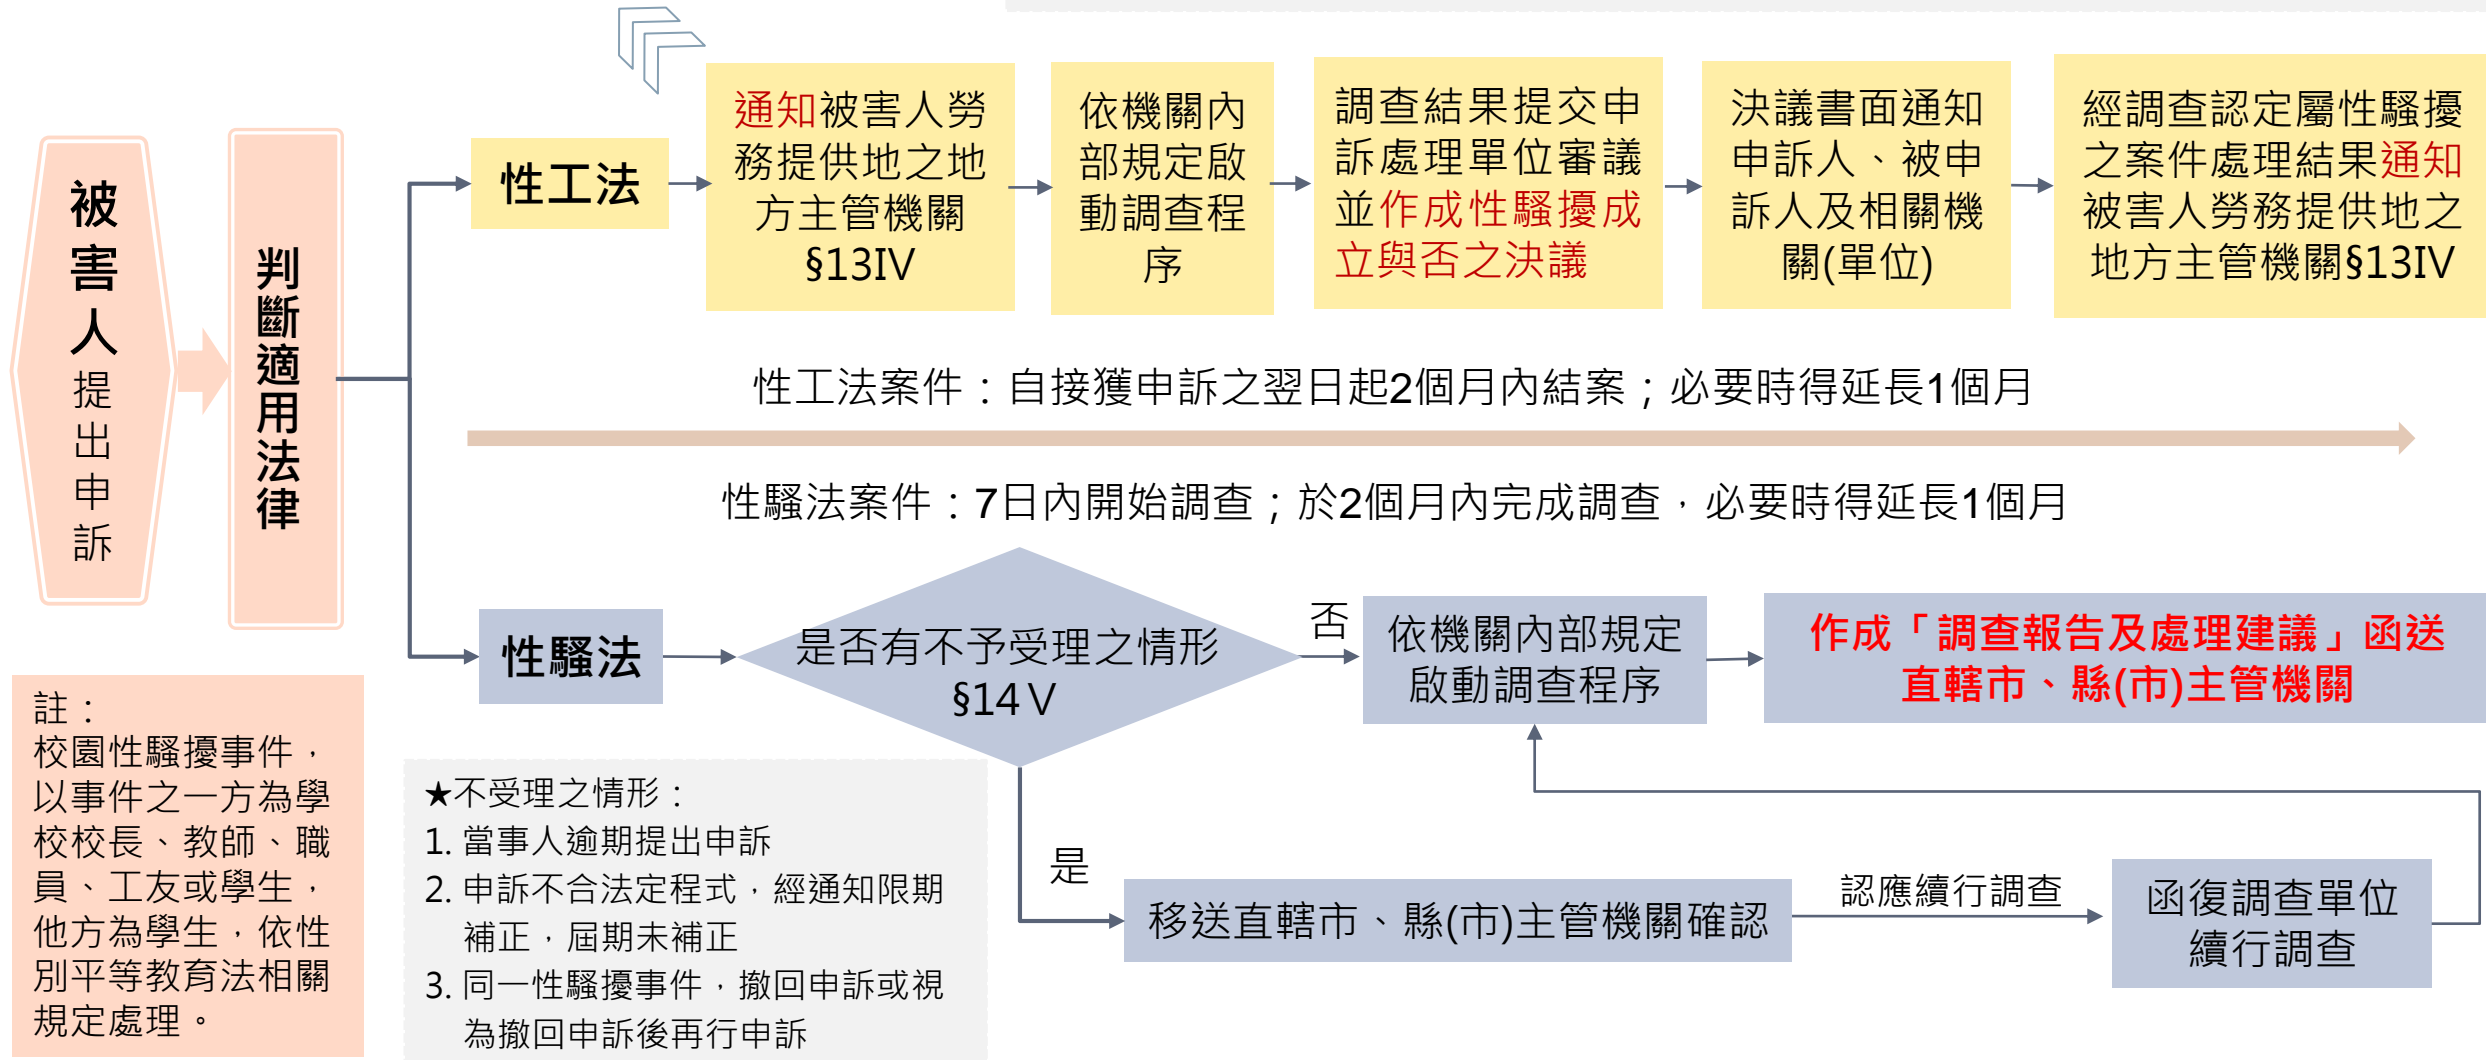 被害人提出申訴
判斷適用法律
性工法
通知被害人勞
務提供地之地
方主管機關
§13IV
依機關內
部規定啟
動調查程
序
調查結果提交申
訴處理單位審議
並作成性騷擾成
立與否之決議
決議書面通知
申訴人、被申
訴人及相關機
關(單位)
經調查認定屬性騷擾
之案件處理結果通知
被害人勞務提供地之
地方主管機關§13IV
性工法案件：自接獲申訴之翌日起2個月內結案；必要時得延長1個月
性騷法案件：7日內開始調查；於2個月內完成調查，必要時得延長1個月
性騷法
是否有不予受理之情形
§14Ⅴ
否
依機關內部規定
啟動調查程序
作成「調查報告及處理建議」函送
直轄市、縣(市)主管機關
是
移送直轄市、縣(市)主管機關確認
認應續行調查
函復調查單位
續行調查
註：
校園性騷擾事件，
以事件之一方為學
校校長、教師、職
員、工友或學生，
他方為學生，依性
別平等教育法相關
規定處理。
★不受理之情形：
1. 當事人逾期提出申訴
2. 申訴不合法定程式，經通知限期
補正，屆期未補正
3. 同一性騷擾事件，撤回申訴或視
為撤回申訴後再行申訴